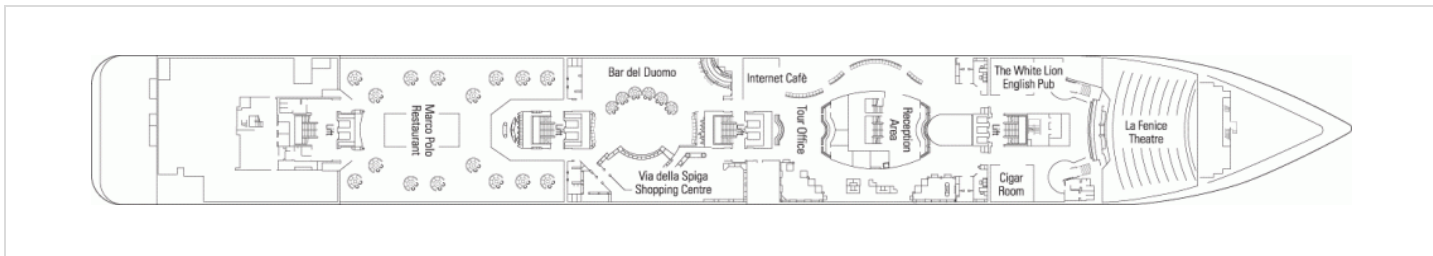 Lift
Marco Polo
Restaurant
Bar del Duomo
Via della Spiga
Shopping Centre
Lift
Internet Cafè
Tour Office
Reception
Area
Lift
The White Lion
English Pub
Cigar
Room
La Fenice
Theatre